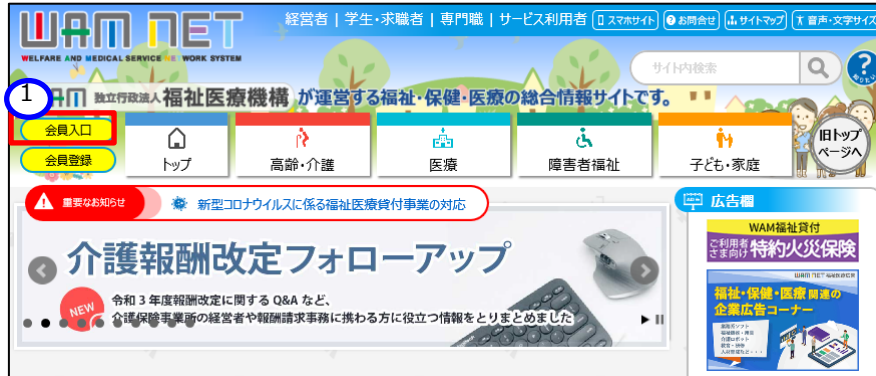 WAM NET
経営者｜学生・求職者｜専門職｜サービス利用者
スマホサイト
お問合せ
サイトマップ
音声・文字サイズ
WELFARE AND MEDICAL SERVICE NETWORK SYSTEM
サイト内検索
?
1
独立行政法人福祉医療機構が運営する福祉・保健・医療の総合情報サイトです。
会員入口
会員登録
トップ
高齢・介護
医療
障害者福祉
子ども・家庭
旧トップ
ページへ
重要なお知らせ
新型コロナウイルスに係る福祉医療貸付事業の対応
介護報酬改定フォローアップ
NEW
令和3年度報酬改定に関するQ&Aなど、
介護保険事業所の経営者や報酬請求事務に携わる方に役立つ情報をとりまとめました
広告欄
WAM福祉貸付
ご利用者
さま向け
特約火災保険
WAM NET
福祉・保健・医療関連の
企業広告コーナー